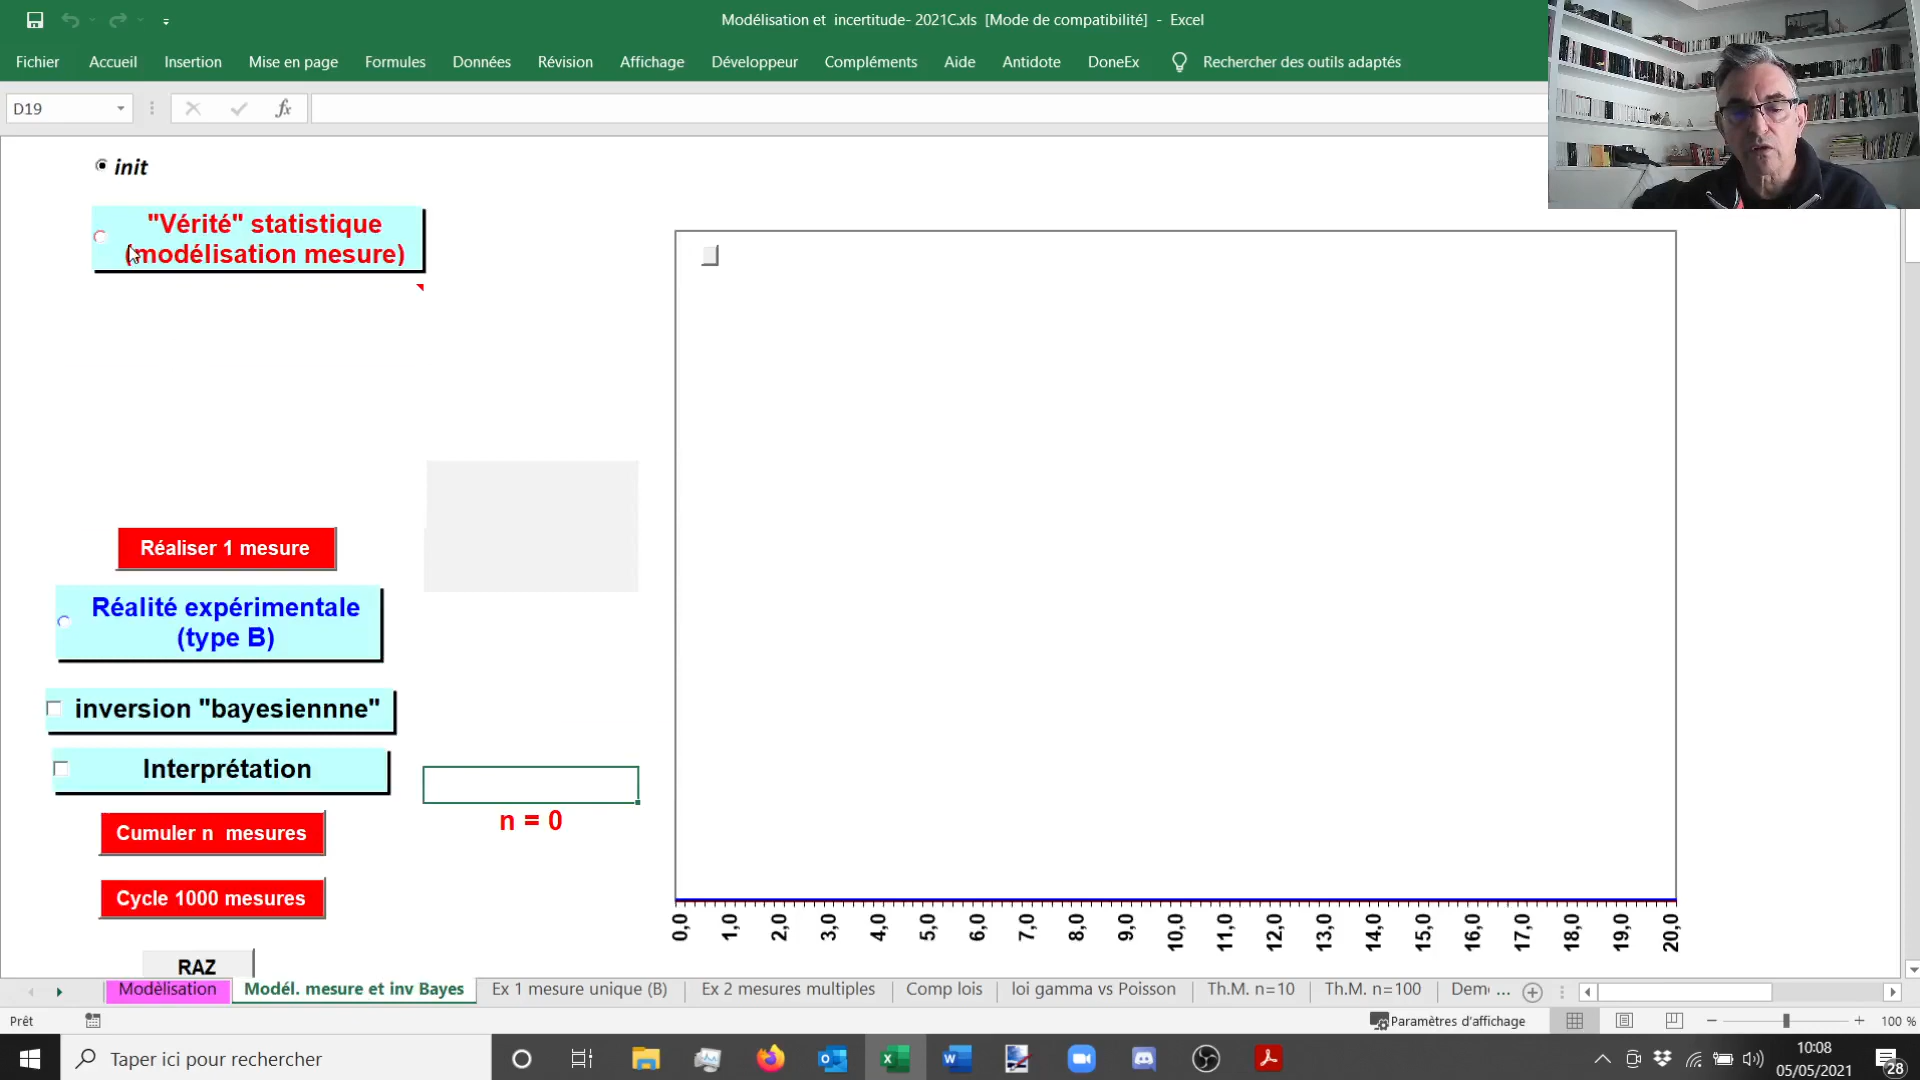 Modélisation et incertitude- 2021C.xls [Mode de compatibilité] - Excel
Fichier Accueil Insertion Mise en page Formules Données Révision Affichage Développeur Compléments Aide Antidote DoneEx Rechercher des outils adaptés
D19 fx
init
"Vérité" statistique
(modélisation mesure)
Réaliser 1 mesure
Réalité expérimentale
(type B)
inversion "bayesiennne"
Interprétation
n = 0
Cumuler n mesures
Cycle 1000 mesures
RAZ
0,0 1,0 2,0 3,0 4,0 5,0 6,0 7,0 8,0 9,0 10,0 11,0 12,0 13,0 14,0 15,0 16,0 17,0 18,0 19,0 20,0
Modèlisation Modél. mesure et inv Bayes Ex 1 mesure unique (B) Ex 2 mesures multiples Comp lois loi gamma vs Poisson Th.M. n=10 Th.M. n=100 Dem ...
Prêt Paramètres d'affichage 100 %
Taper ici pour rechercher
10:08
05/05/2021
28